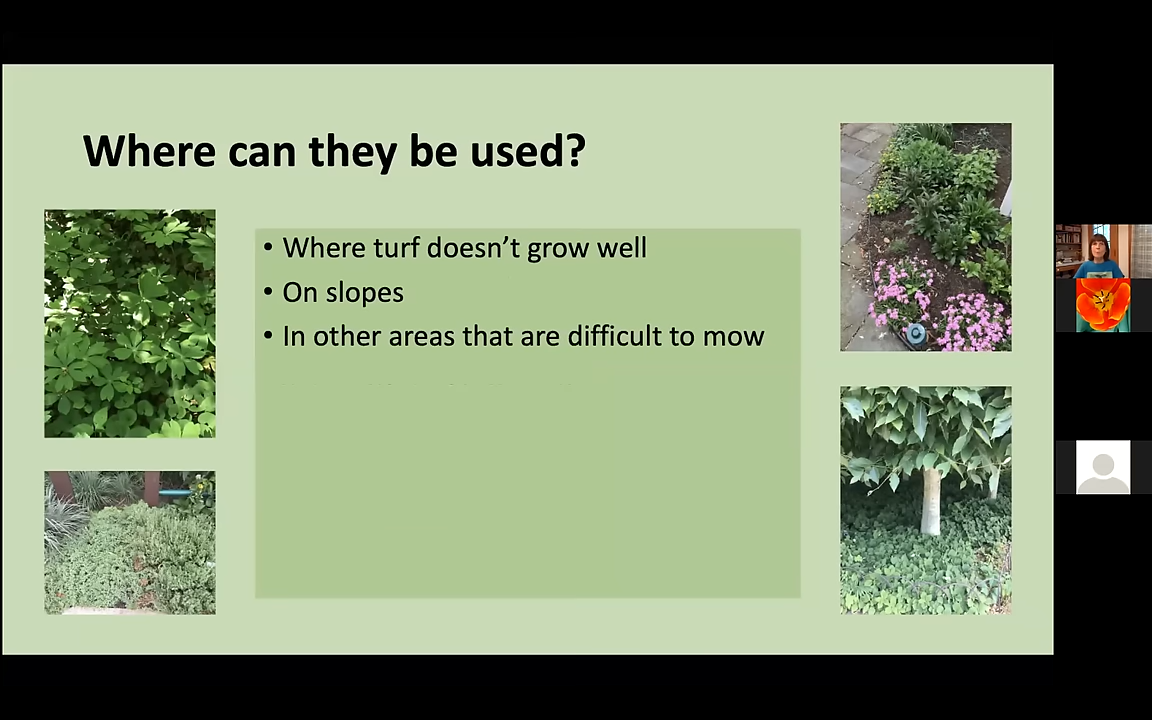 Where can they be used?
• Where turf doesn’t grow well
• On slopes
• In other areas that are difficult to mow